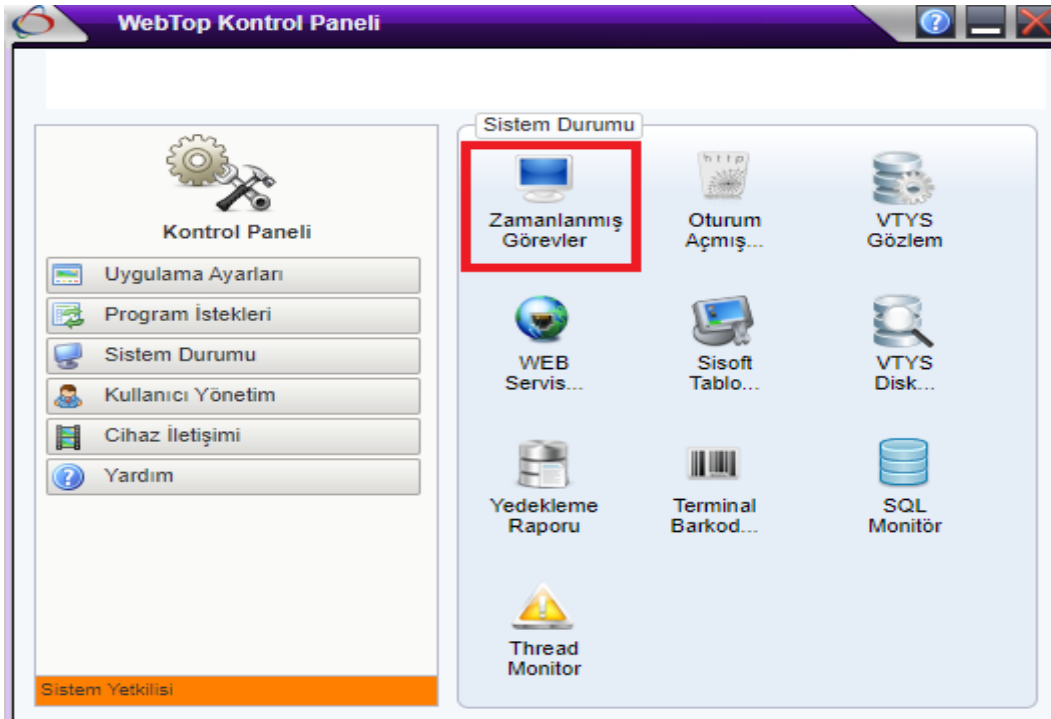 WebTop Kontrol Paneli
Kontrol Paneli
Uygulama Ayarları
Program İstekleri
Sistem Durumu
Kullanıcı Yönetim
Cihaz İletişimi
Yardım
Sistem Yetkilisi
Sistem Durumu
Zamanlanmış
Görevler
http
Oturum
Açmış...
VTYS
Gözlem
WEB
Servis...
Sisoft
Tablo...
VTYS
Disk...
Yedekleme
Raporu
Terminal
Barkod...
SQL
Monitör
Thread
Monitor